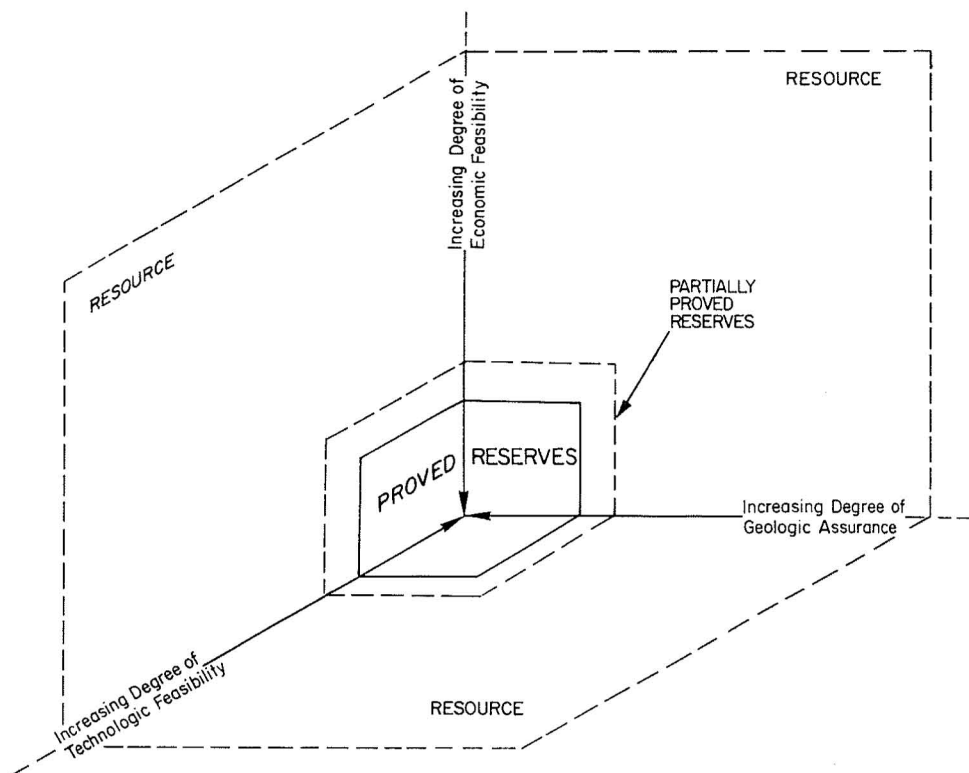 RESOURCE
Increasing Degree of
Economic Feasibility
RESOURCE
PARTIALLY
PROVED
RESERVES
PROVED
RESERVES
Increasing Degree of
Geologic Assurance
Increasing Degree of
Technologic Feasibility
RESOURCE